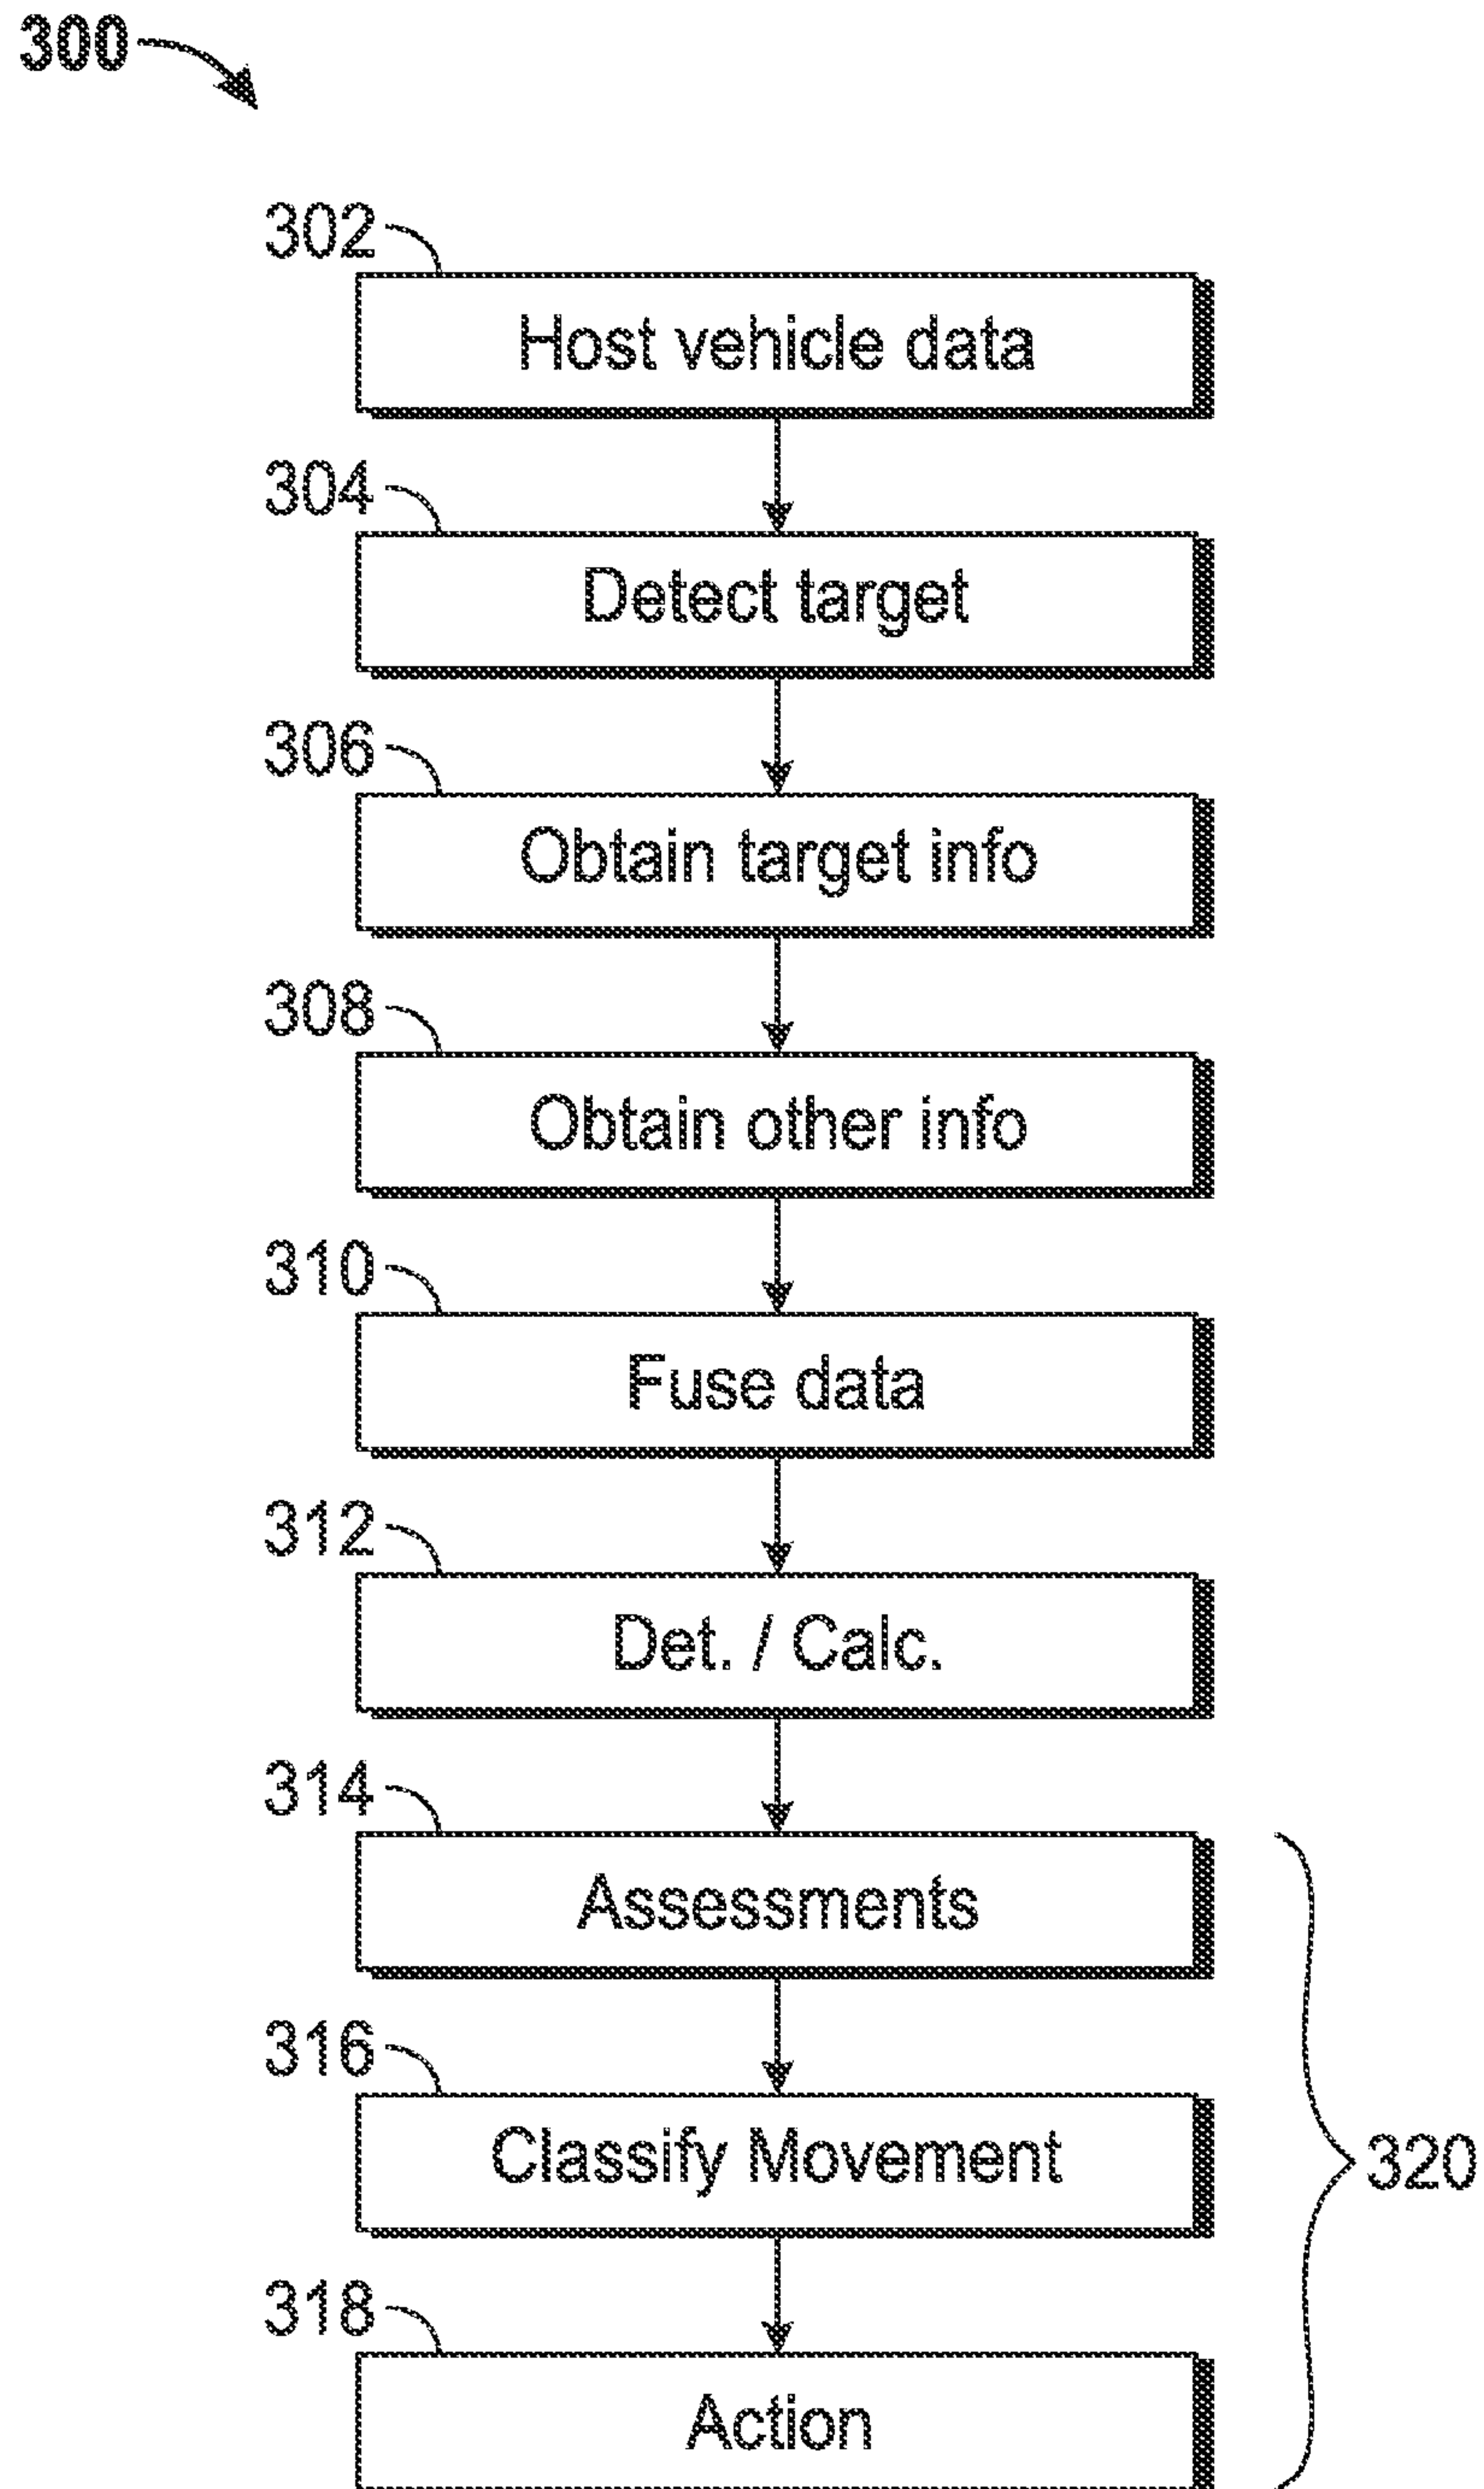 300
302
Host vehicle data
304
Detect target
306
Obtain target info
308
Obtain other info
310
Fuse data
312
Det. / Calc.
314
Assessments
316
Classify Movement
320
318
Action